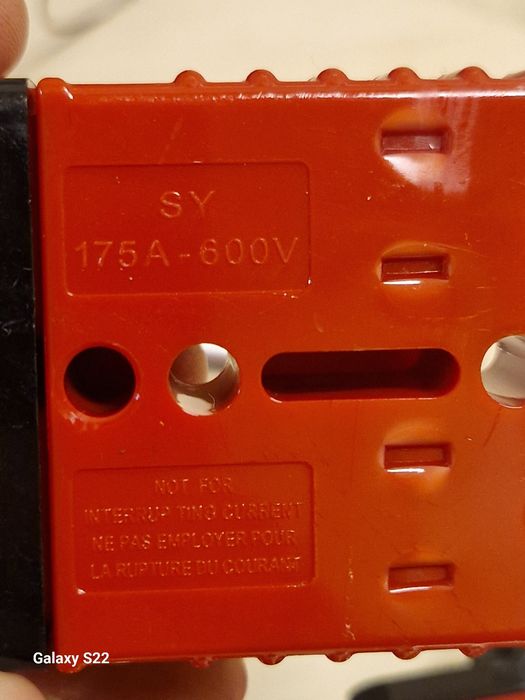 SY
175A-600V
NOT FOR
INTERRUPTING CURRENT
NE PAS EMPLOYER POUR
LA RUPTURE DU COURANT
Galaxy S22